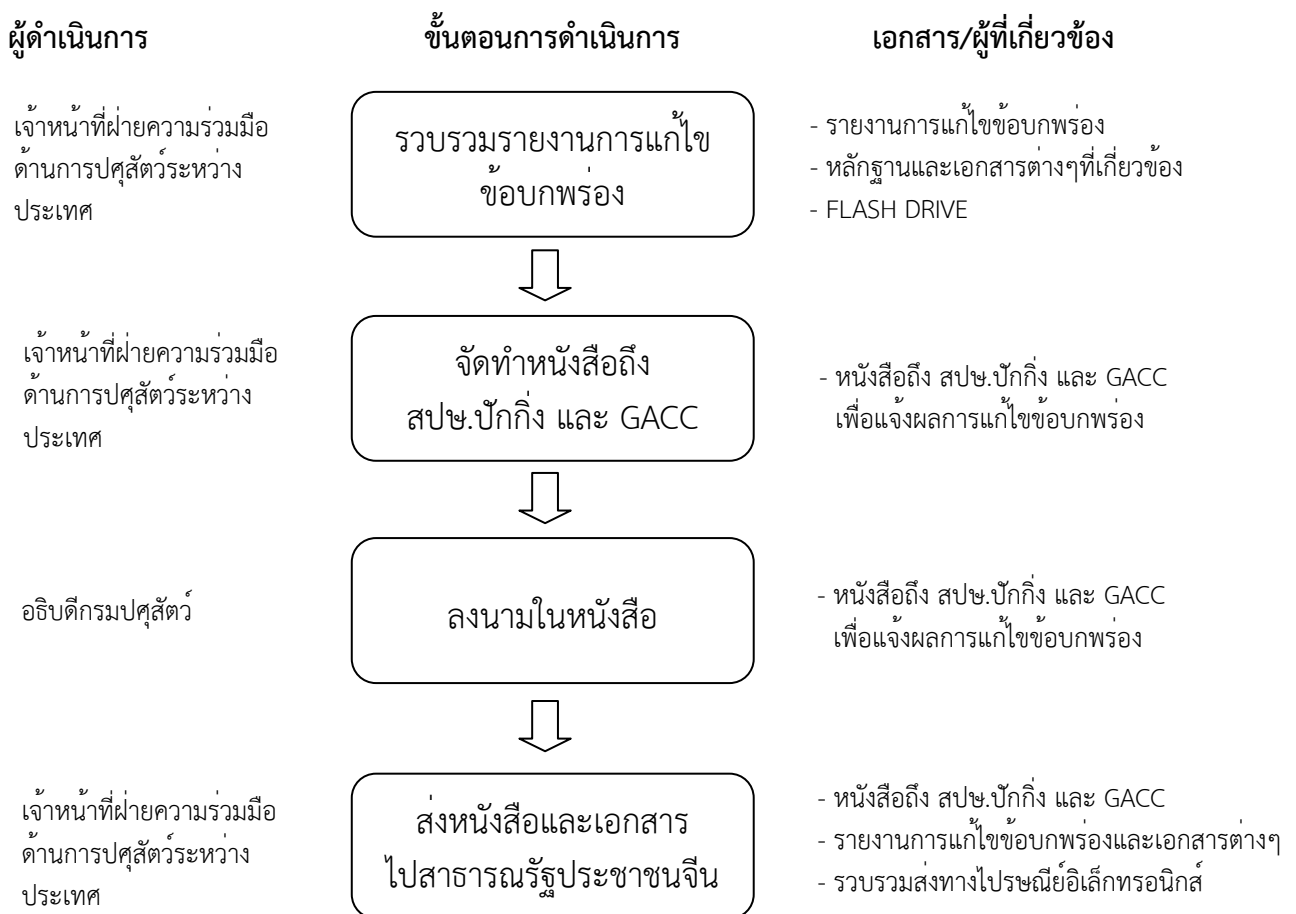 ผู้ดำเนินการ
ขั้นตอนการดำเนินการ
เอกสาร/ผู้ที่เกี่ยวข้อง
เจ้าหน้าที่ฝ่ายความร่วมมือ
ด้านการปศุสัตว์ระหว่าง
ประเทศ
รวบรวมรายงานการแก้ไข
ข้อบกพร่อง
- รายงานการแก้ไขข้อบกพร่อง
- หลักฐานและเอกสารต่างๆที่เกี่ยวข้อง
- FLASH DRIVE
เจ้าหน้าที่ฝ่ายความร่วมมือ
ด้านการปศุสัตว์ระหว่าง
ประเทศ
จัดทำหนังสือถึง
สปษ.ปักกิ่ง และ GACC
- หนังสือถึง สปษ.ปักกิ่ง และ GACC
เพื่อแจ้งผลการแก้ไขข้อบกพร่อง
อธิบดีกรมปศุสัตว์
ลงนามในหนังสือ
- หนังสือถึง สปษ.ปักกิ่ง และ GACC
เพื่อแจ้งผลการแก้ไขข้อบกพร่อง
เจ้าหน้าที่ฝ่ายความร่วมมือ
ด้านการปศุสัตว์ระหว่าง
ประเทศ
ส่งหนังสือและเอกสาร
ไปสาธารณรัฐประชาชนจีน
- หนังสือถึง สปษ.ปักกิ่ง และ GACC
- รายงานการแก้ไขข้อบกพร่องและเอกสารต่างๆ
- รวบรวมส่งทางไปรษณีย์อิเล็กทรอนิกส์